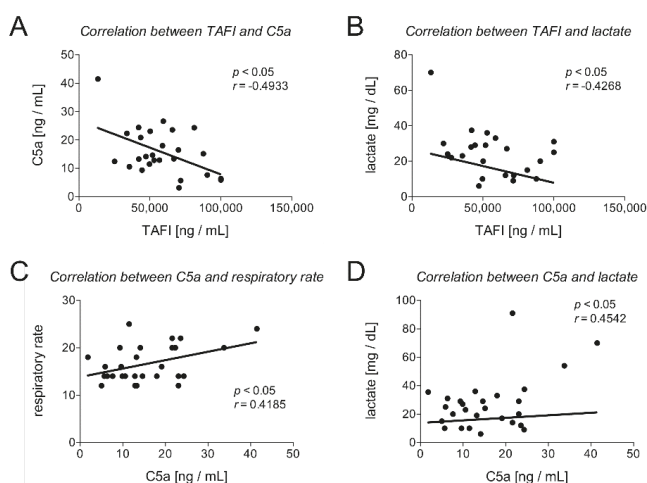 A
Correlation between TAFI and C5a
p < 0.05
r = -0.4933
C5a [ng / mL]
50
40
30
20
10
0
0
50,000
100,000
150,000
TAFI [ng / mL]
B
Correlation between TAFI and lactate
p < 0.05
r = -0.4268
lactate [mg / dL]
80
60
40
20
0
0
50,000
100,000
150,000
TAFI [ng / mL]
C
Correlation between C5a and respiratory rate
p < 0.05
r = 0.4185
respiratory rate
30
20
10
0
0
10
20
30
40
50
C5a [ng / mL]
D
Correlation between C5a and lactate
p < 0.05
r = 0.4542
lactate [mg / dL]
100
80
60
40
20
0
0
10
20
30
40
50
C5a [ng / mL]